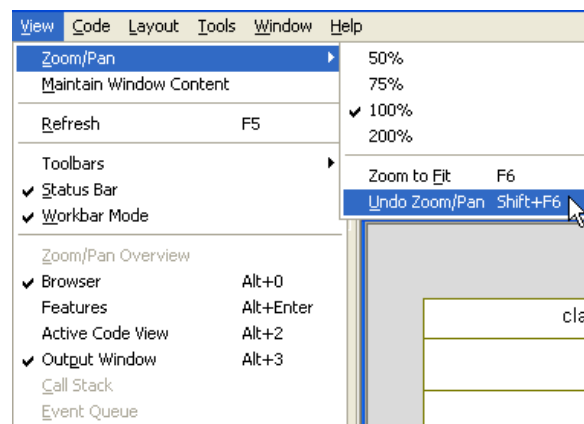 View Code Layout Tools Window Help
Zoom/Pan
Maintain Window Content
Refresh F5
Toolbars
Status Bar
Workbar Mode
Zoom/Pan Overview
Browser Alt+0
Features Alt+Enter
Active Code View Alt+2
Output Window Alt+3
Call Stack
Event Queue
50%
75%
100%
200%
Zoom to Fit F6
Undo Zoom/Pan Shift+F6
cla